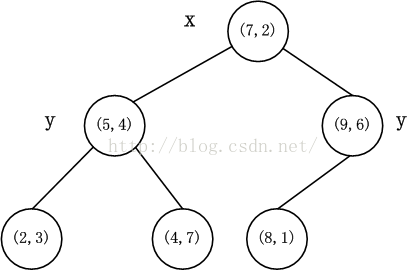 x
(7,2)
y
(5,4)
(9,6)
y
http://blog.csdn.net/
(2,3)
(4,7)
(8,1)